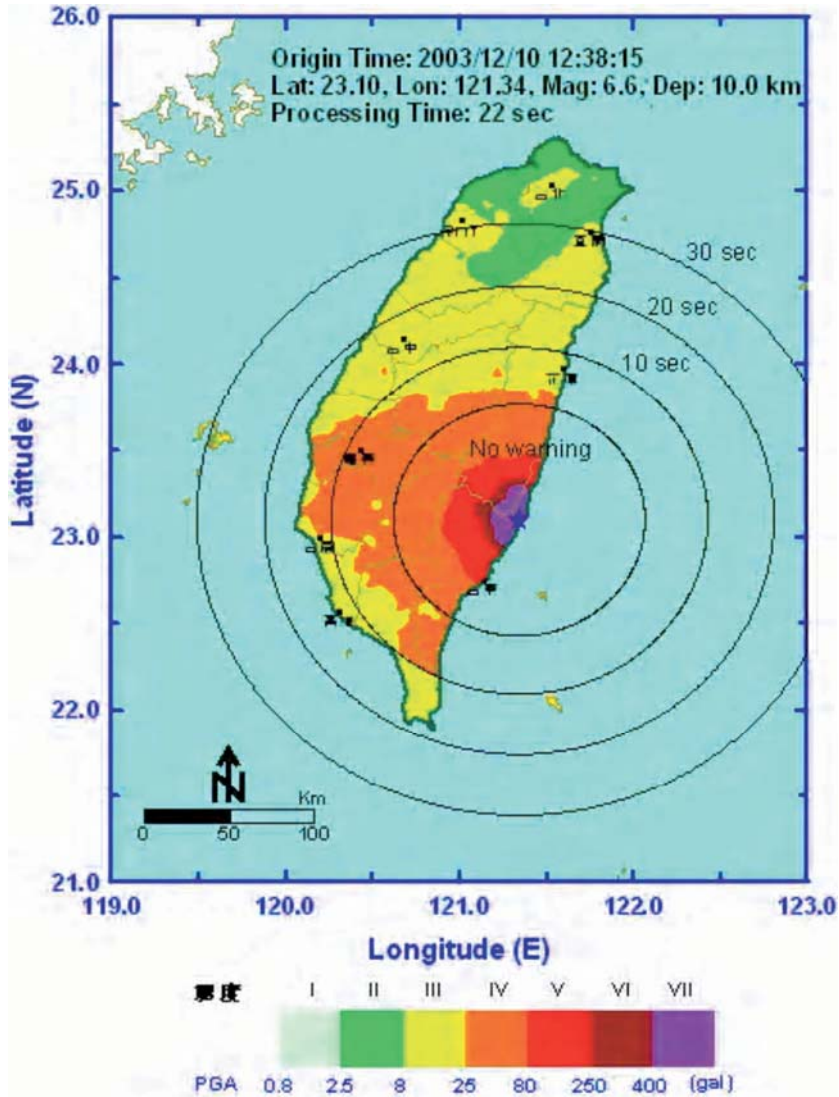 Origin Time: 2003/12/10 12:38:15
Lat: 23.10, Lon: 121.34, Mag: 6.6, Dep: 10.0 km
Processing Time: 22 sec
26.0
25.0
24.0
23.0
22.0
21.0
Latitude (N)
30 sec
20 sec
10 sec
No warning
Km
0 50 100
119.0 120.0 121.0 122.0 123.0
Longitude (E)
度 I II III IV V VI VII
PGA 0.8 2.5 8 25 80 250 400 (gal)